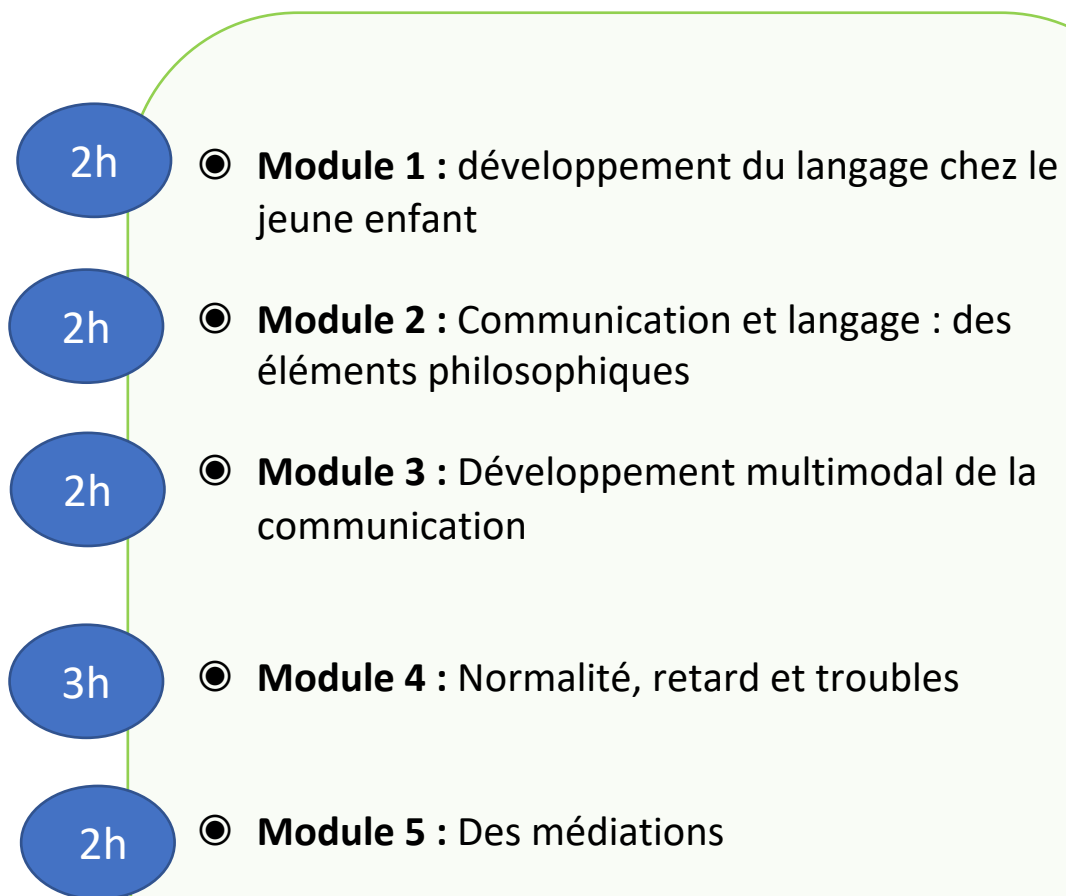 2h
Module 1 : développement du langage chez le
jeune enfant
2h
Module 2 : Communication et langage : des
éléments philosophiques
2h
Module 3 : Développement multimodal de la
communication
3h
Module 4 : Normalité, retard et troubles
2h
Module 5 : Des médiations